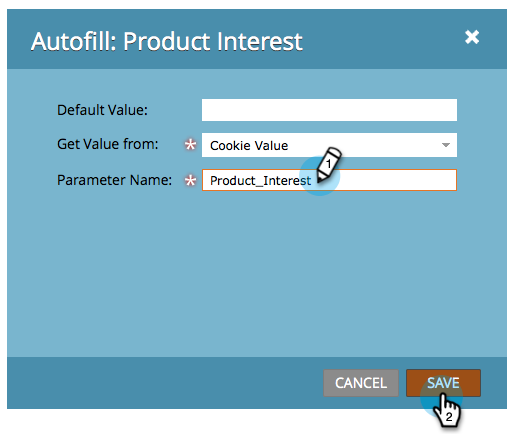 Autofill: Product Interest
Default Value:
Get Value from: * Cookie Value
1
Parameter Name: * Product_Interest
CANCEL SAVE
2